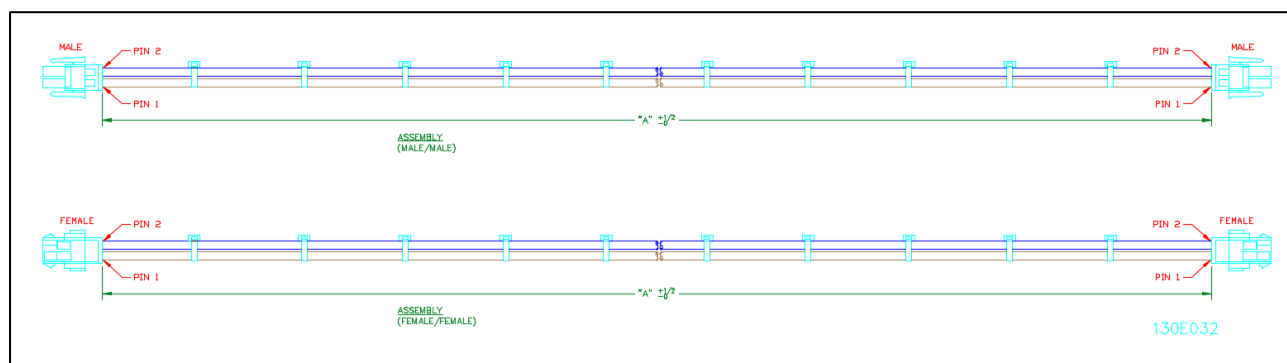 MALE
PIN 2
PIN 2
MALE
PIN 1
PIN 1
"A" +1/2 -0
ASSEMBLY
(MALE/MALE)
FEMALE
PIN 2
PIN 2
FEMALE
PIN 1
PIN 1
"A" +1/2 -0
ASSEMBLY
(FEMALE/FEMALE)
130E032